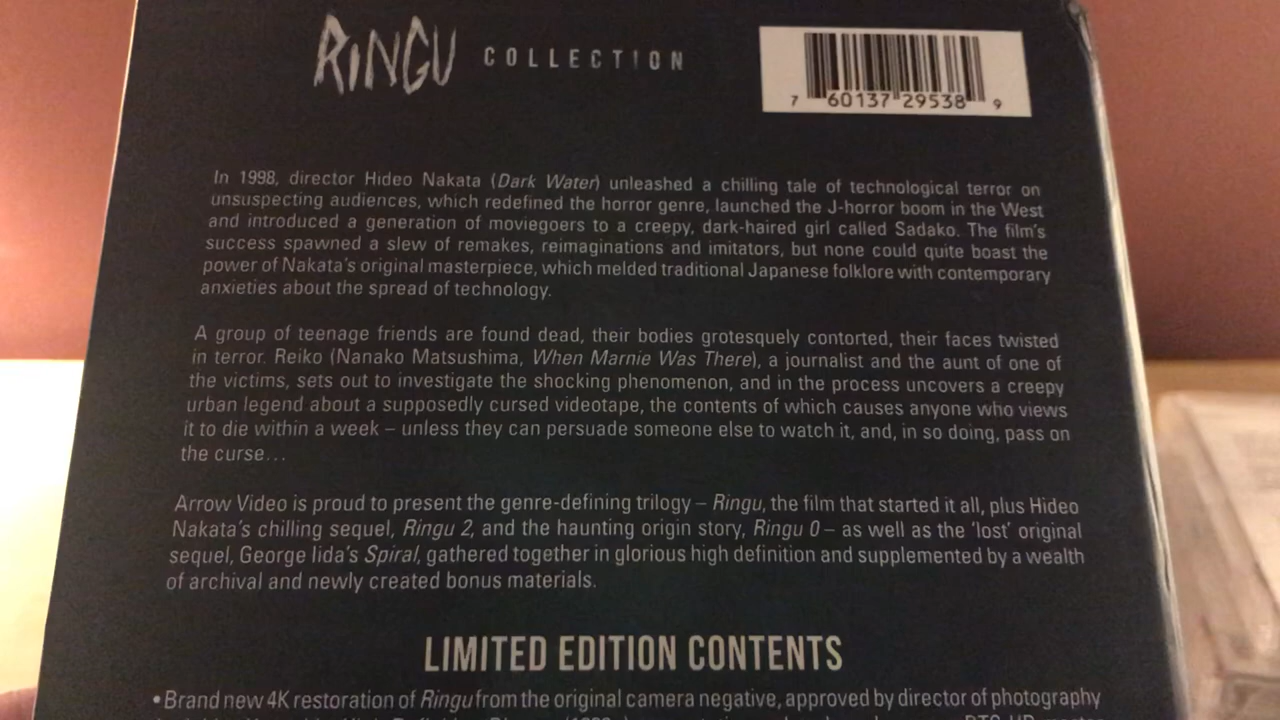 RiNGU COLLECTION
7 60137 29538 9
In 1998, director Hideo Nakata (Dark Water) unleashed a chilling tale of technological terror on
unsuspecting audiences, which redefined the horror genre, launched the J-horror boom in the West
and introduced a generation of moviegoers to a creepy, dark-haired girl called Sadako. The film's
success spawned a slew of remakes, reimaginations and imitators, but none could quite boast the
power of Nakata's original masterpiece, which melded traditional Japanese folklore with contemporary
anxieties about the spread of technology.
A group of teenage friends are found dead, their bodies grotesquely contorted, their faces twisted
in terror. Reiko (Nanako Matsushima, When Marnie Was There), a journalist and the aunt of one of
the victims, sets out to investigate the shocking phenomenon, and in the process uncovers a creepy
urban legend about a supposedly cursed videotape, the contents of which causes anyone who views
it to die within a week – unless they can persuade someone else to watch it, and, in so doing, pass on
the curse...
Arrow Video is proud to present the genre-defining trilogy – Ringu, the film that started it all, plus Hideo
Nakata's chilling sequel, Ringu 2, and the haunting origin story, Ringu 0 – as well as the 'lost' original
sequel, George Iida's Spiral, gathered together in glorious high definition and supplemented by a wealth
of archival and newly created bonus materials.
LIMITED EDITION CONTENTS
• Brand new 4K restoration of Ringu from the original camera negative, approved by director of photography